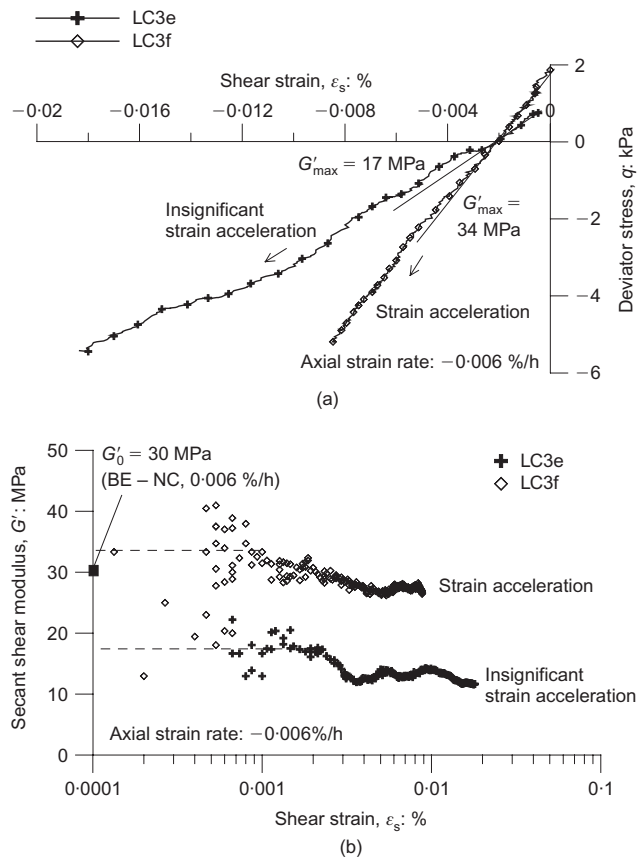 LC3e
LC3f
Shear strain, εs: %
−0·02
−0·016
−0·012
−0·008
−0·004
0
2
0
−2
−4
−6
Deviator stress, q: kPa
G′max = 17 MPa
G′max =
34 MPa
Insignificant
strain acceleration
Strain acceleration
Axial strain rate: −0·006 %/h
(a)
50
40
30
20
10
0
Secant shear modulus, G′: MPa
G′0 = 30 MPa
(BE – NC, 0·006 %/h)
LC3e
LC3f
Strain acceleration
Insignificant
strain acceleration
Axial strain rate: −0·006%/h
0·0001
0·001
0·01
0·1
Shear strain, εs: %
(b)